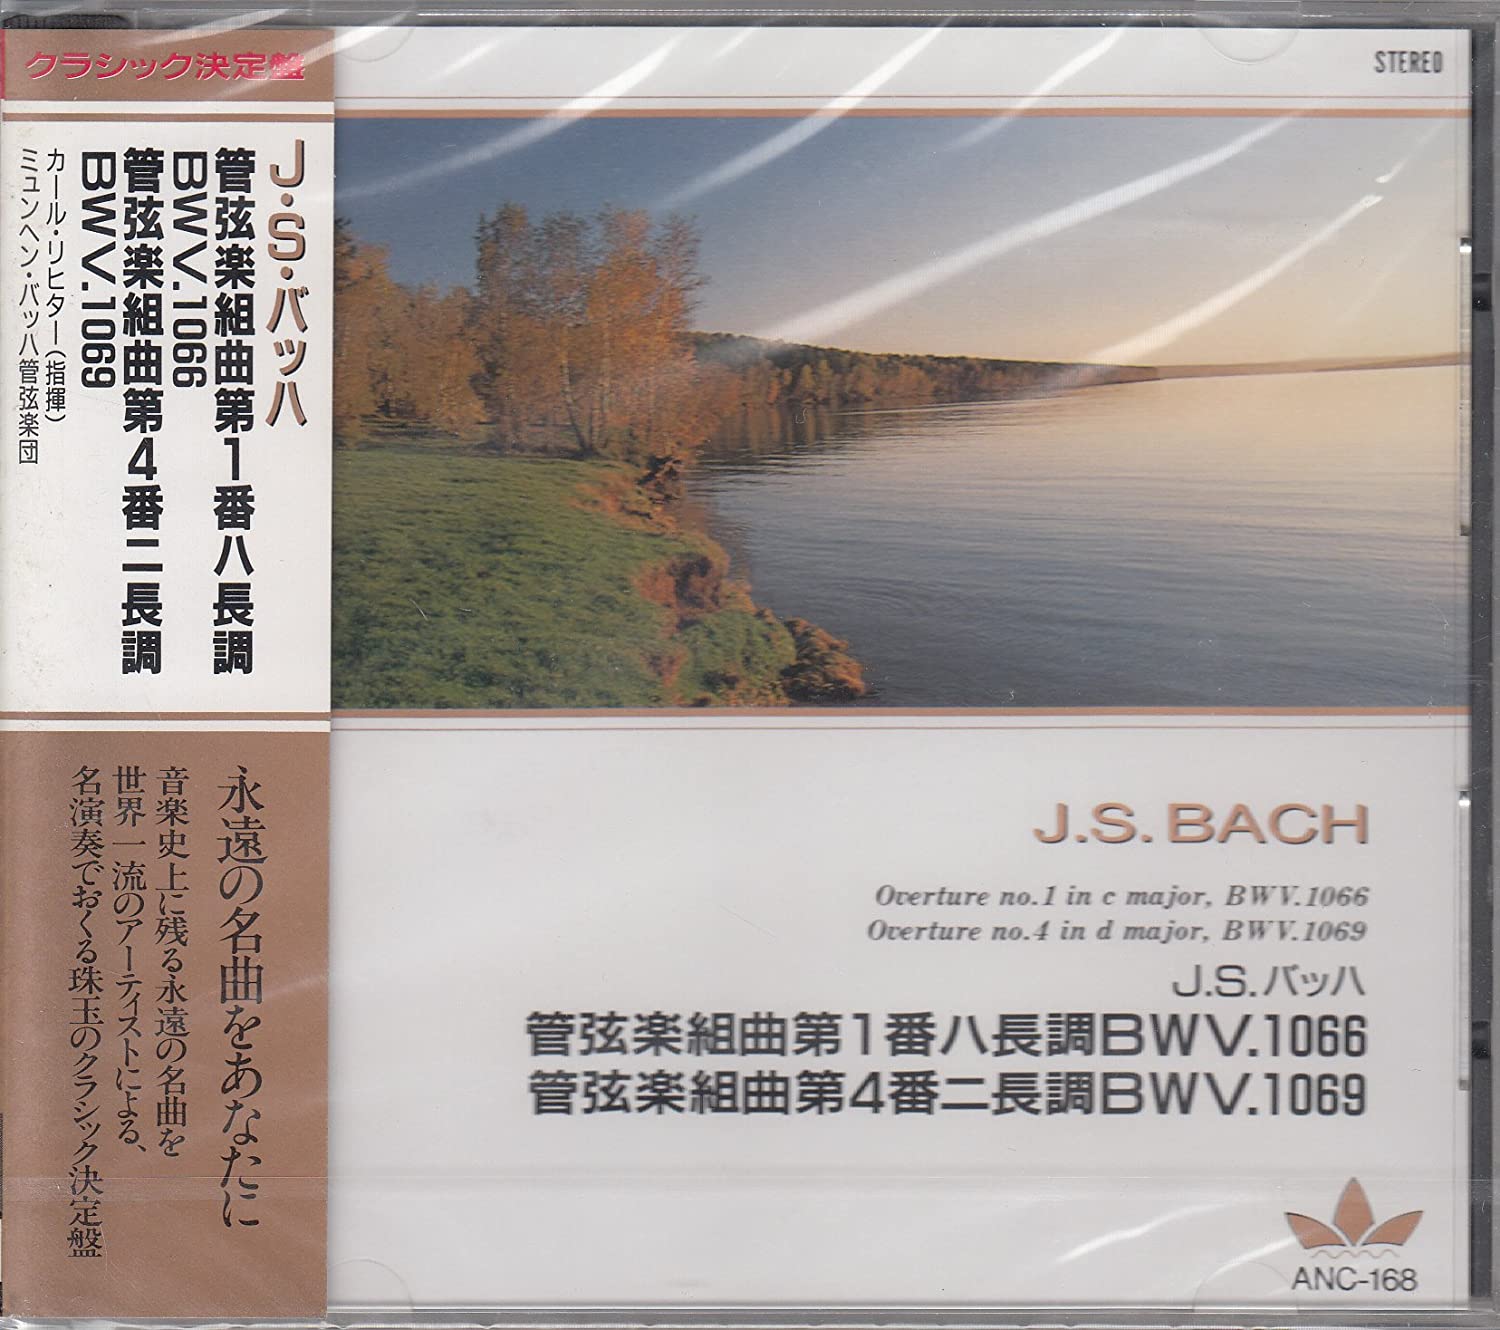 クラシック決定盤
J・S・バッハ
管弦楽組曲第1番ハ長調
BWV.1066
管弦楽組曲第4番ニ長調
BWV.1069
カール・リヒター(指揮)
ミュンヘン・バッハ管弦楽団
永遠の名曲をあなたに
音楽史上に残る永遠の名曲を
世界一流のアーティストによる、
名演奏でおくる珠玉のクラシック決定盤
STEREO
J.S.BACH
Overture no.1 in c major, BWV.1066
Overture no.4 in d major, BWV.1069
J.S.バッハ
管弦楽組曲第1番ハ長調BWV.1066
管弦楽組曲第4番ニ長調BWV.1069
ANC-168